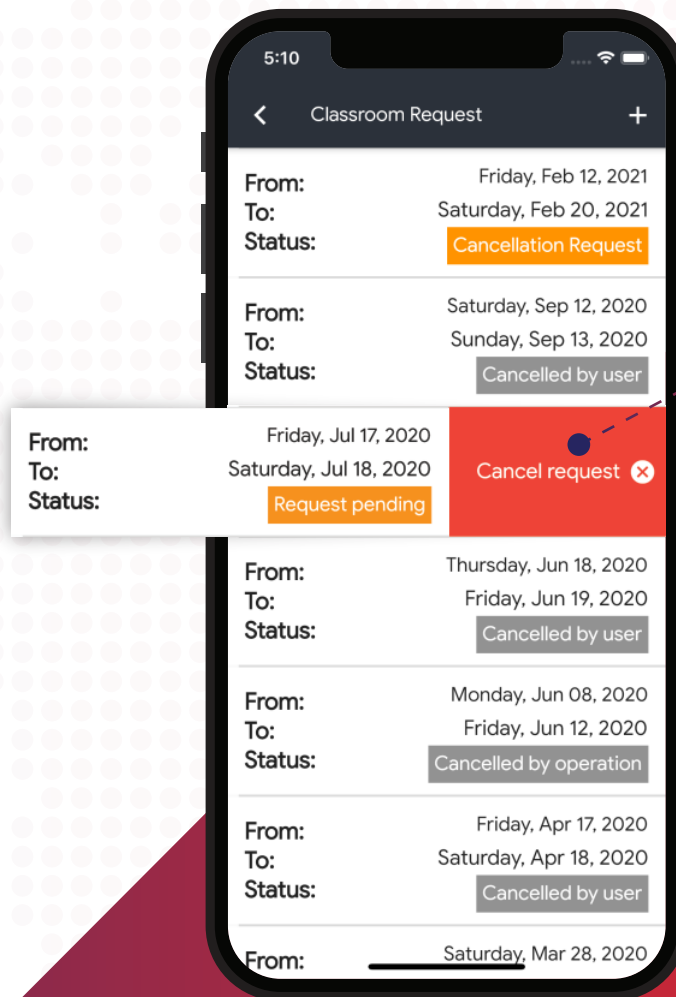 5:10
Classroom Request
From: Friday, Feb 12, 2021
To: Saturday, Feb 20, 2021
Status: Cancellation Request
From: Saturday, Sep 12, 2020
To: Sunday, Sep 13, 2020
Status: Cancelled by user
From: Friday, Jul 17, 2020
To: Saturday, Jul 18, 2020
Status: Request pending
Cancel request
From: Thursday, Jun 18, 2020
To: Friday, Jun 19, 2020
Status: Cancelled by user
From: Monday, Jun 08, 2020
To: Friday, Jun 12, 2020
Status: Cancelled by operation
From: Friday, Apr 17, 2020
To: Saturday, Apr 18, 2020
Status: Cancelled by user
From: Saturday, Mar 28, 2020